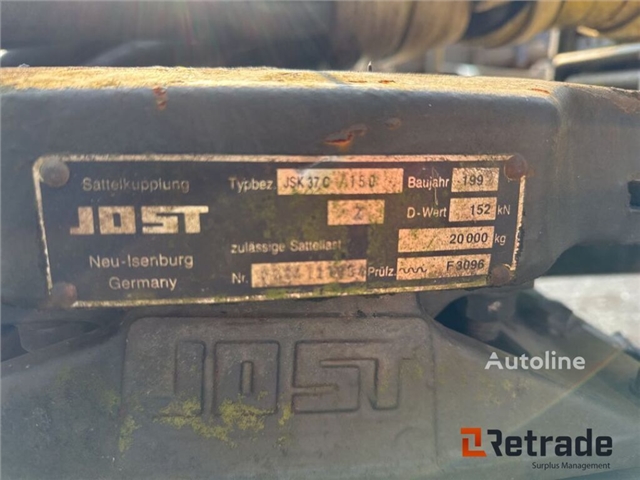 Sattelkupplung Typbez. JSK 37 C / 150 Baujahr 199
JOST Z D-Wert 152 kN
zulässige Sattellast 20 000 kg
Neu-Isenburg
Germany Nr. Prüfz. F 3096
JOST
Autoline
Retrade
Surplus Management